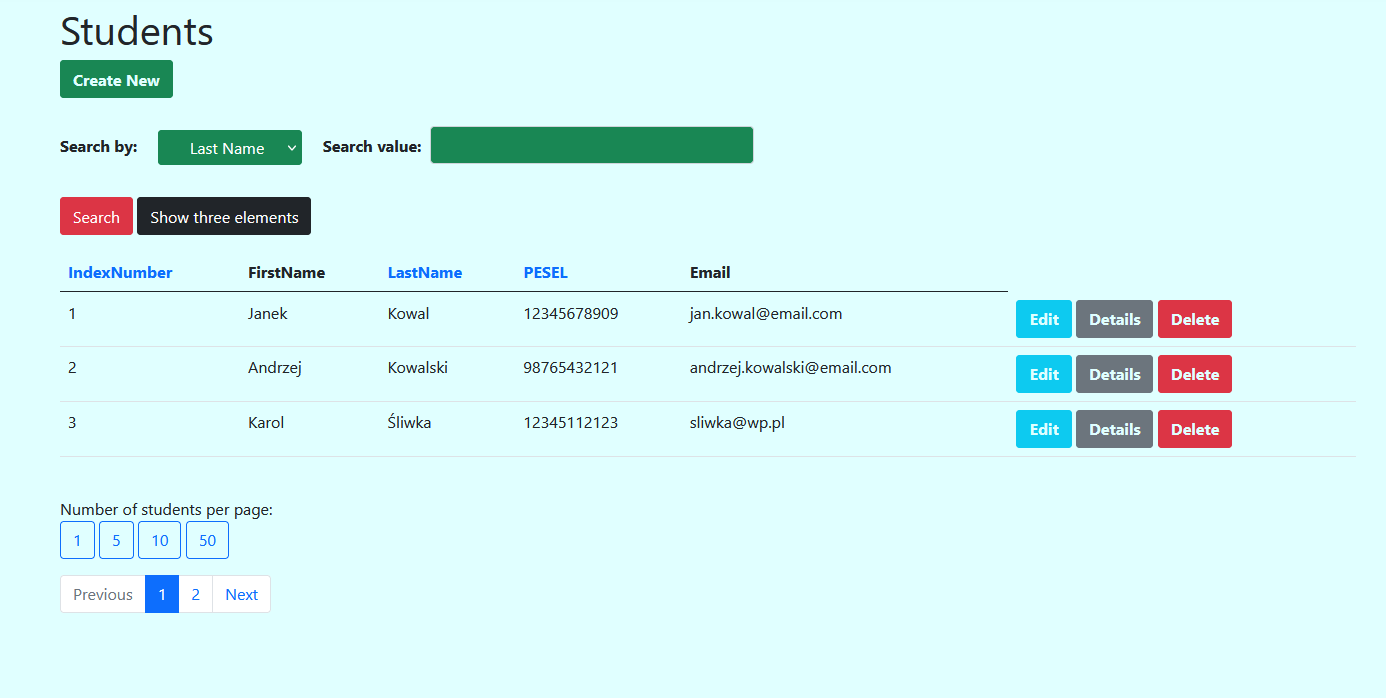 Students
Create New
Search by: Last Name Search value:
Search Show three elements
IndexNumber FirstName LastName PESEL Email
1 Janek Kowal 12345678909 jan.kowal@email.com Edit Details Delete
2 Andrzej Kowalski 98765432121 andrzej.kowalski@email.com Edit Details Delete
3 Karol Śliwka 12345112123 sliwka@wp.pl Edit Details Delete
Number of students per page:
1 5 10 50
Previous 1 2 Next